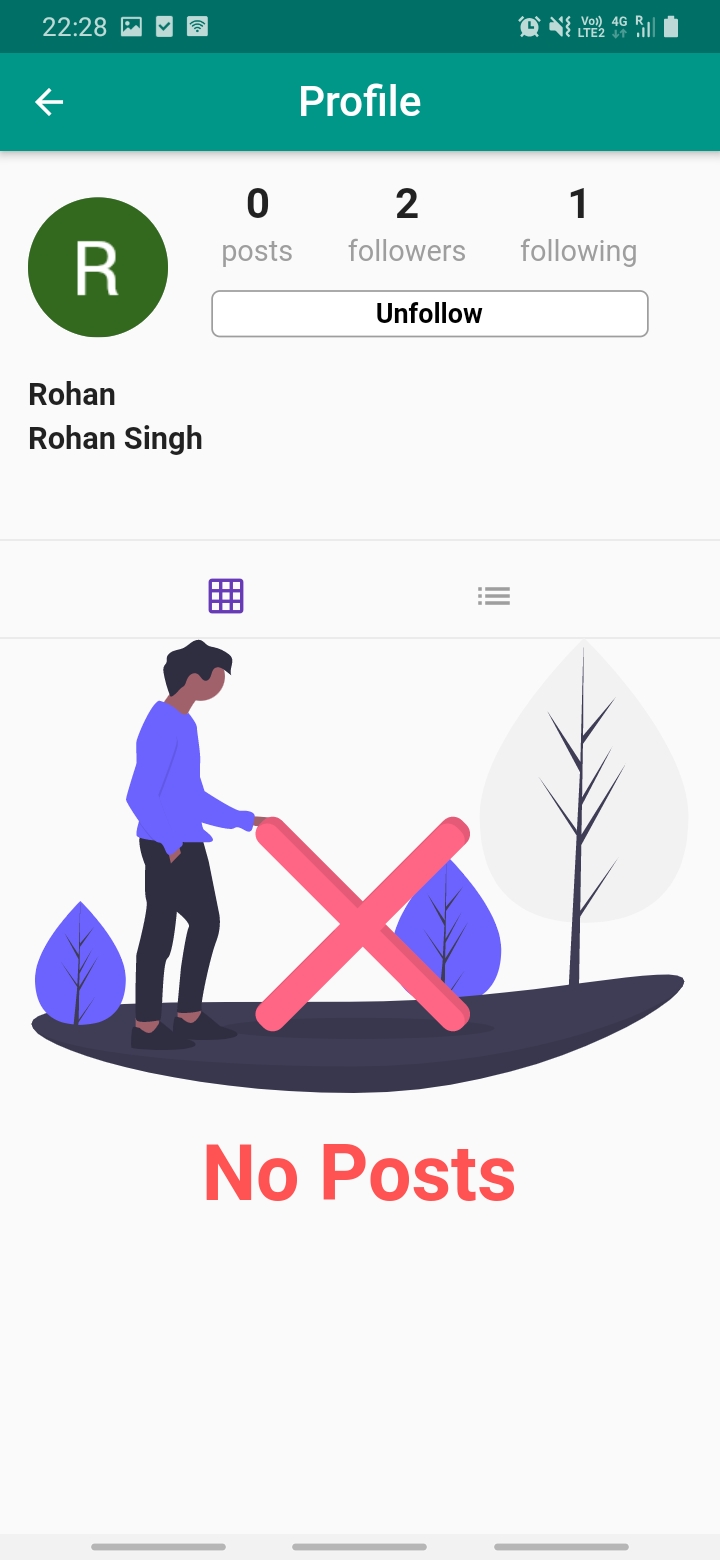 22:28 Vo)) LTE2 4G R
Profile
R
0 2 1
posts followers following
Unfollow
Rohan
Rohan Singh
No Posts